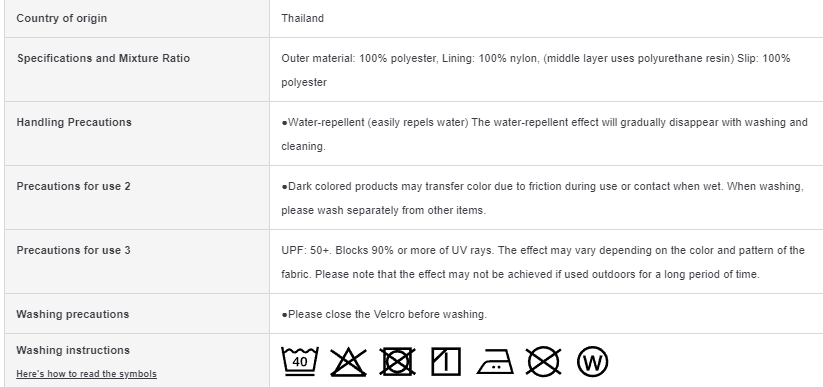 Country of origin
Thailand
Specifications and Mixture Ratio
Outer material: 100% polyester, Lining: 100% nylon, (middle layer uses polyurethane resin) Slip: 100%
polyester
Handling Precautions
●Water-repellent (easily repels water) The water-repellent effect will gradually disappear with washing and
cleaning.
Precautions for use 2
●Dark colored products may transfer color due to friction during use or contact when wet. When washing,
please wash separately from other items.
Precautions for use 3
UPF: 50+. Blocks 90% or more of UV rays. The effect may vary depending on the color and pattern of the
fabric. Please note that the effect may not be achieved if used outdoors for a long period of time.
Washing precautions
●Please close the Velcro before washing.
Washing instructions
Here's how to read the symbols
40 W